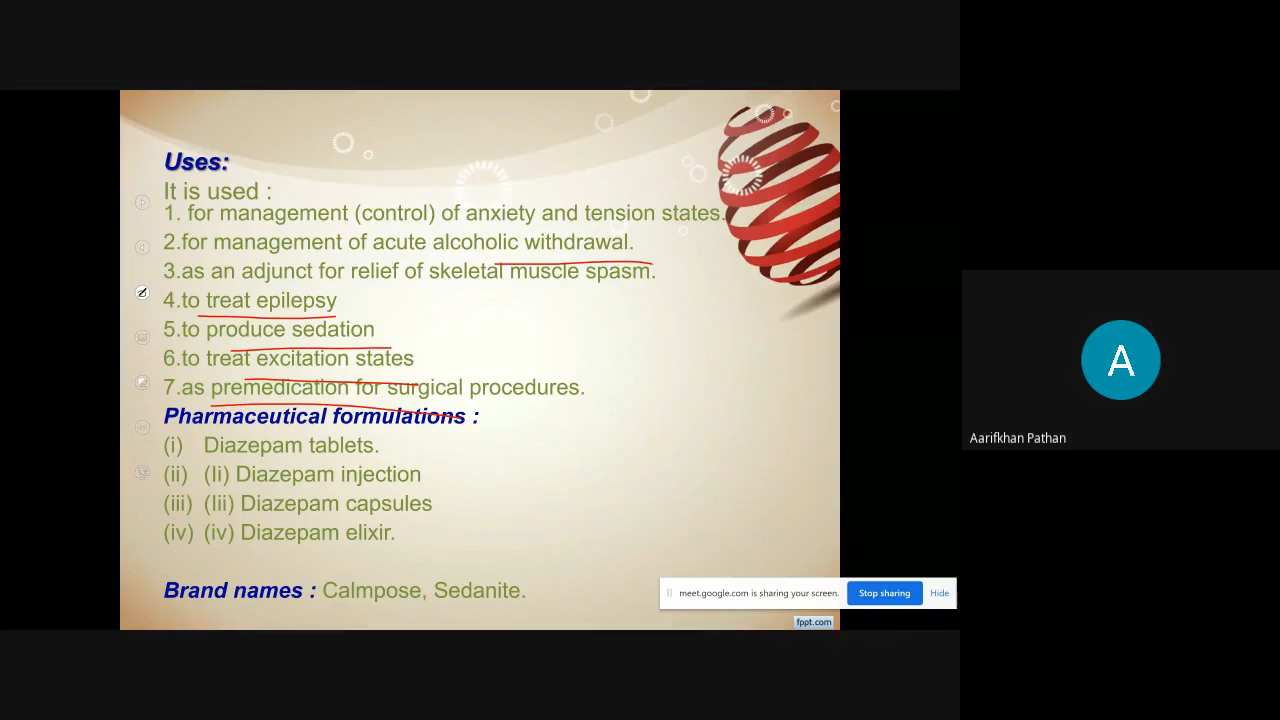 Uses:
It is used :
1. for management (control) of anxiety and tension states.
2.for management of acute alcoholic withdrawal.
3.as an adjunct for relief of skeletal muscle spasm.
4.to treat epilepsy
5.to produce sedation
6.to treat excitation states
7.as premedication for surgical procedures.
Pharmaceutical formulations :
(i) Diazepam tablets.
(ii) (Ii) Diazepam injection
(iii) (Iii) Diazepam capsules
(iv) (iv) Diazepam elixir.
Brand names : Calmpose, Sedanite.
meet.google.com is sharing your screen. Stop sharing Hide
fppt.com
A
Aarifkhan Pathan